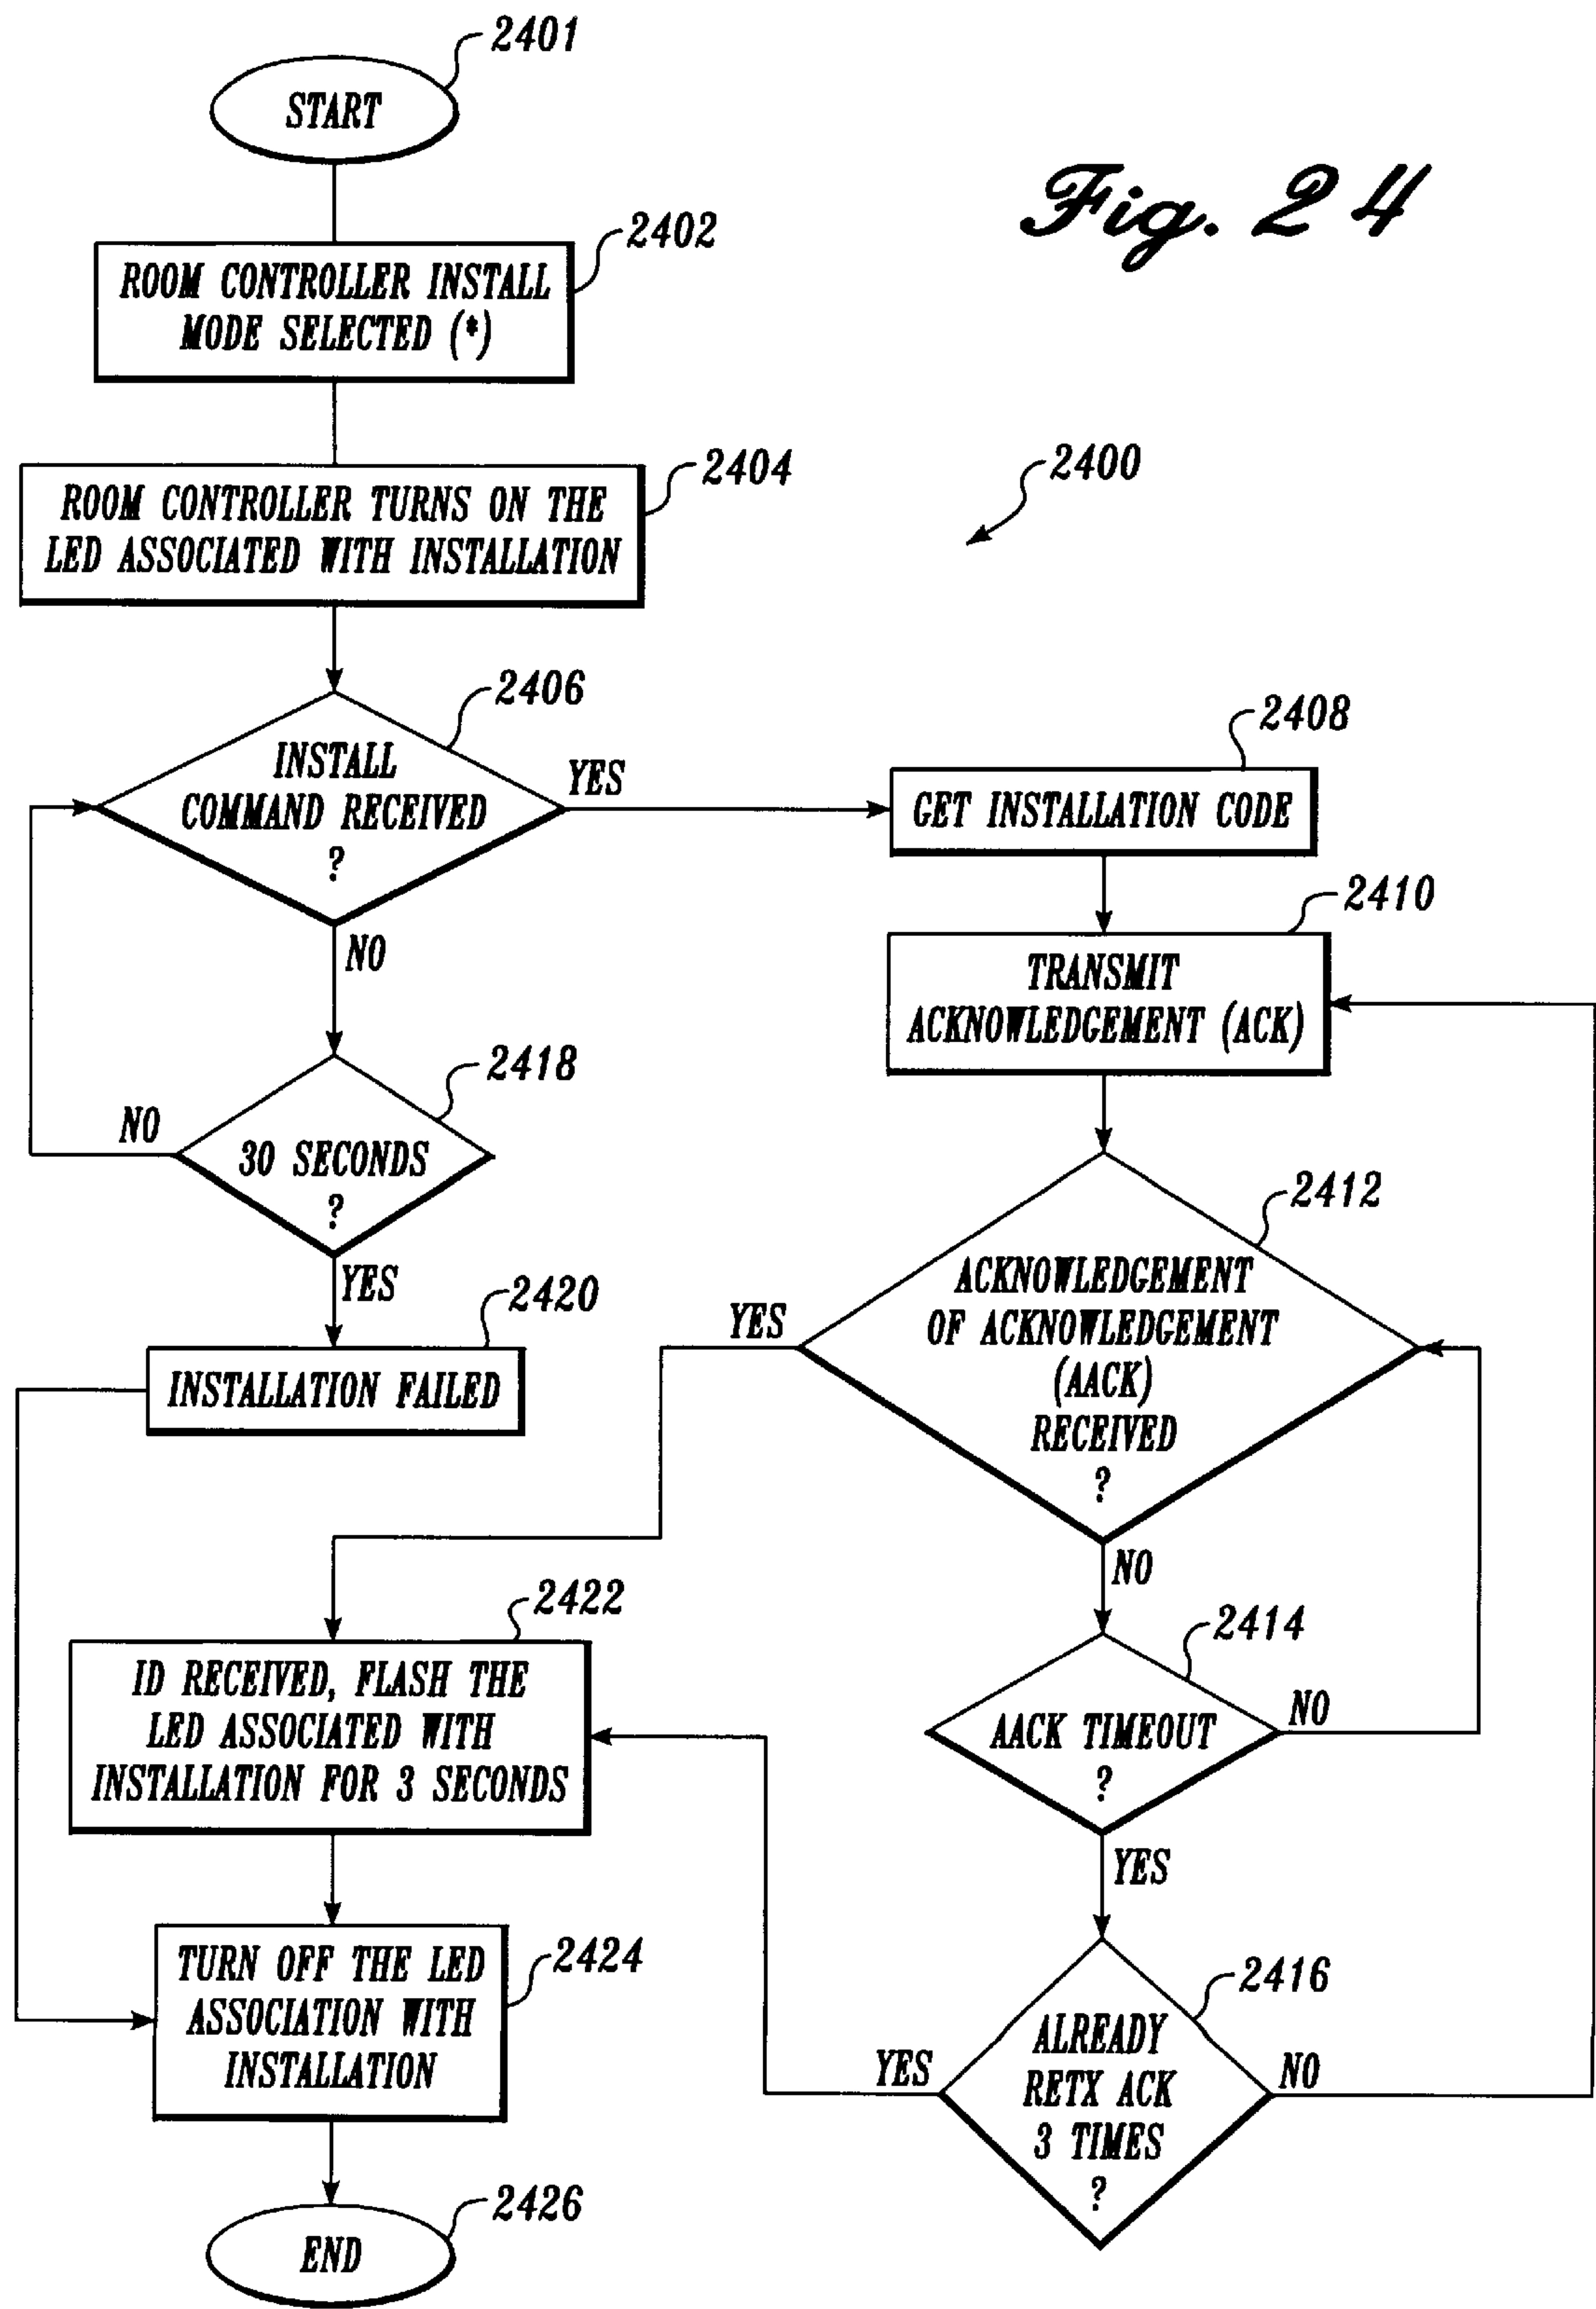 2401
START
Fig. 24
2402
ROOM CONTROLLER INSTALL
MODE SELECTED (*)
2404
2400
ROOM CONTROLLER TURNS ON THE
LED ASSOCIATED WITH INSTALLATION
2406
INSTALL
COMMAND RECEIVED
?
YES
NO
2408
GET INSTALLATION CODE
2410
TRANSMIT
ACKNOWLEDGEMENT (ACK)
2418
NO
30 SECONDS
?
YES
2420
INSTALLATION FAILED
2412
YES
ACKNOWLEDGEMENT
OF ACKNOWLEDGEMENT
(AACK)
RECEIVED
?
NO
2414
AACK TIMEOUT
?
NO
YES
2422
ID RECEIVED, FLASH THE
LED ASSOCIATED WITH
INSTALLATION FOR 3 SECONDS
2416
YES
ALREADY
RETX ACK
3 TIMES
?
NO
2424
TURN OFF THE LED
ASSOCIATION WITH
INSTALLATION
2426
END